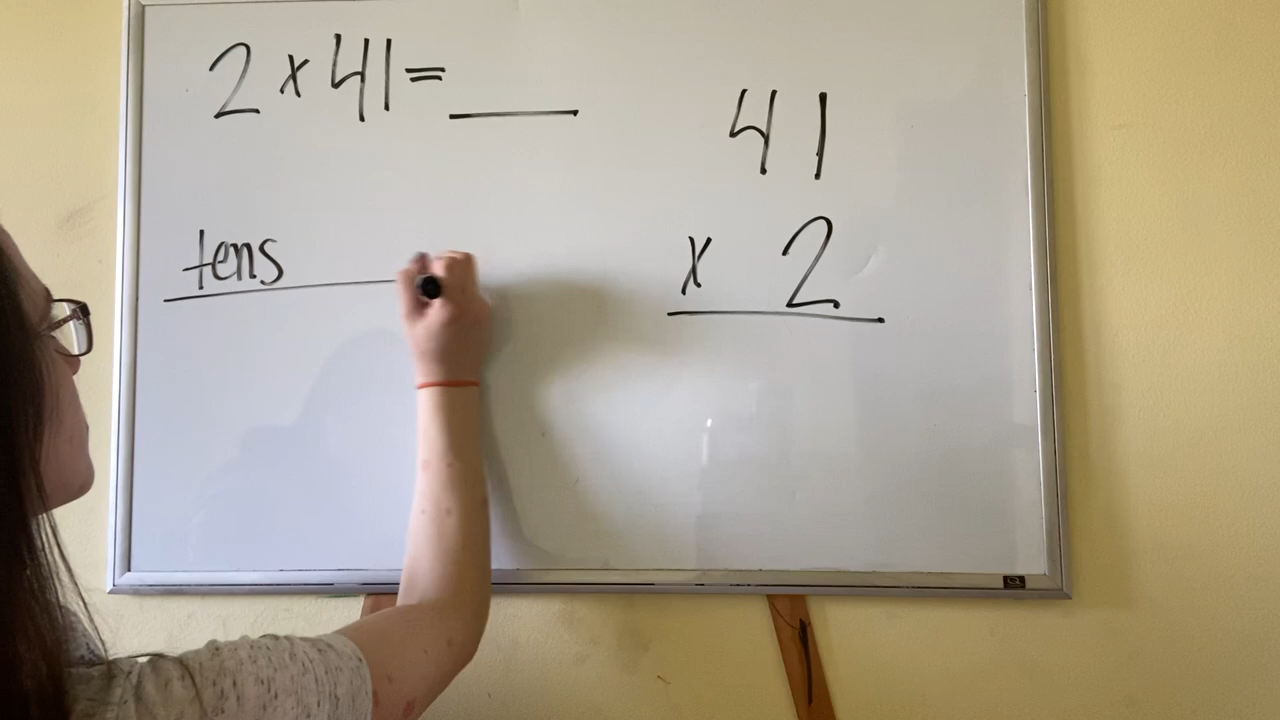 2 x 41 = ___
tens
41
x 2